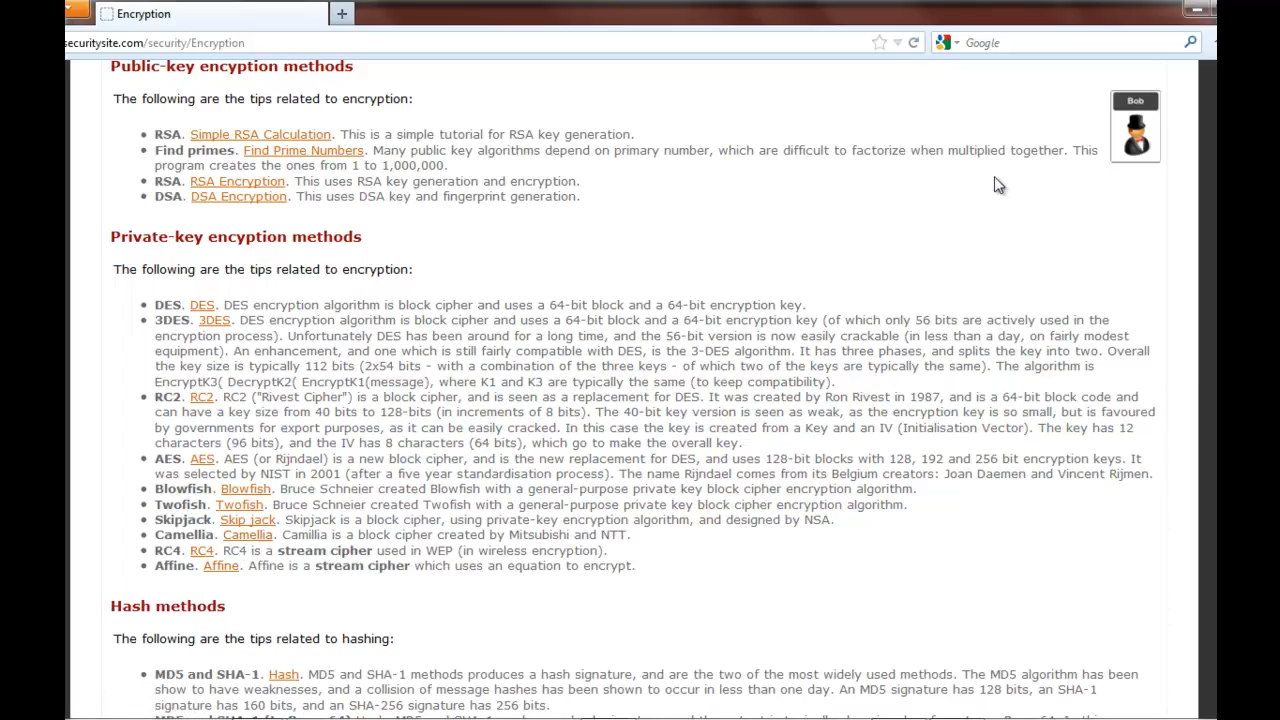 Encryption
securitysite.com/security/Encryption
Google
Public-key encyption methods
The following are the tips related to encryption:
Bob
• RSA. Simple RSA Calculation. This is a simple tutorial for RSA key generation.
• Find primes. Find Prime Numbers. Many public key algorithms depend on primary number, which are difficult to factorize when multiplied together. This
program creates the ones from 1 to 1,000,000.
• RSA. RSA Encryption. This uses RSA key generation and encryption.
• DSA. DSA Encryption. This uses DSA key and fingerprint generation.
Private-key encyption methods
The following are the tips related to encryption:
• DES. DES. DES encryption algorithm is block cipher and uses a 64-bit block and a 64-bit encryption key.
• 3DES. 3DES. DES encryption algorithm is block cipher and uses a 64-bit block and a 64-bit encryption key (of which only 56 bits are actively used in the
encryption process). Unfortunately DES has been around for a long time, and the 56-bit version is now easily crackable (in less than a day, on fairly modest
equipment). An enhancement, and one which is still fairly compatible with DES, is the 3-DES algorithm. It has three phases, and splits the key into two. Overall
the key size is typically 112 bits (2x54 bits - with a combination of the three keys - of which two of the keys are typically the same). The algorithm is
EncryptK3( DecryptK2( EncryptK1(message), where K1 and K3 are typically the same (to keep compatibility).
• RC2. RC2. RC2 ("Rivest Cipher") is a block cipher, and is seen as a replacement for DES. It was created by Ron Rivest in 1987, and is a 64-bit block code and
can have a key size from 40 bits to 128-bits (in increments of 8 bits). The 40-bit key version is seen as weak, as the encryption key is so small, but is favoured
by governments for export purposes, as it can be easily cracked. In this case the key is created from a Key and an IV (Initialisation Vector). The key has 12
characters (96 bits), and the IV has 8 characters (64 bits), which go to make the overall key.
• AES. AES. AES (or Rijndael) is a new block cipher, and is the new replacement for DES, and uses 128-bit blocks with 128, 192 and 256 bit encryption keys. It
was selected by NIST in 2001 (after a five year standardisation process). The name Rijndael comes from its Belgium creators: Joan Daemen and Vincent Rijmen.
• Blowfish. Blowfish. Bruce Schneier created Blowfish with a general-purpose private key block cipher encryption algorithm.
• Twofish. Twofish. Bruce Schneier created Twofish with a general-purpose private key block cipher encryption algorithm.
• Skipjack. Skip jack. Skipjack is a block cipher, using private-key encryption algorithm, and designed by NSA.
• Camellia. Camellia. Camillia is a block cipher created by Mitsubishi and NTT.
• RC4. RC4. RC4 is a stream cipher used in WEP (in wireless encryption).
• Affine. Affine. Affine is a stream cipher which uses an equation to encrypt.
Hash methods
The following are the tips related to hashing:
• MD5 and SHA-1. Hash. MD5 and SHA-1 methods produces a hash signature, and are the two of the most widely used methods. The MD5 algorithm has been
show to have weaknesses, and a collision of message hashes has been shown to occur in less than one day. An MD5 signature has 128 bits, an SHA-1
signature has 160 bits, and an SHA-256 signature has 256 bits.